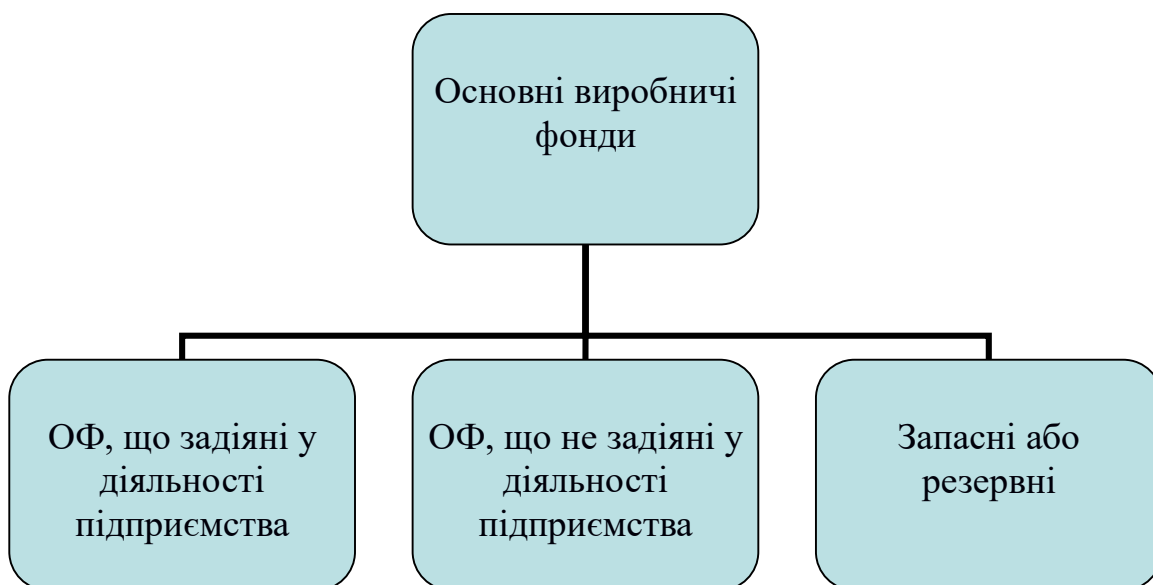 Основні виробничі
фонди
ОФ, що задіяні у
діяльності
підприємства
ОФ, що не задіяні у
діяльності
підприємства
Запасні або
резервні